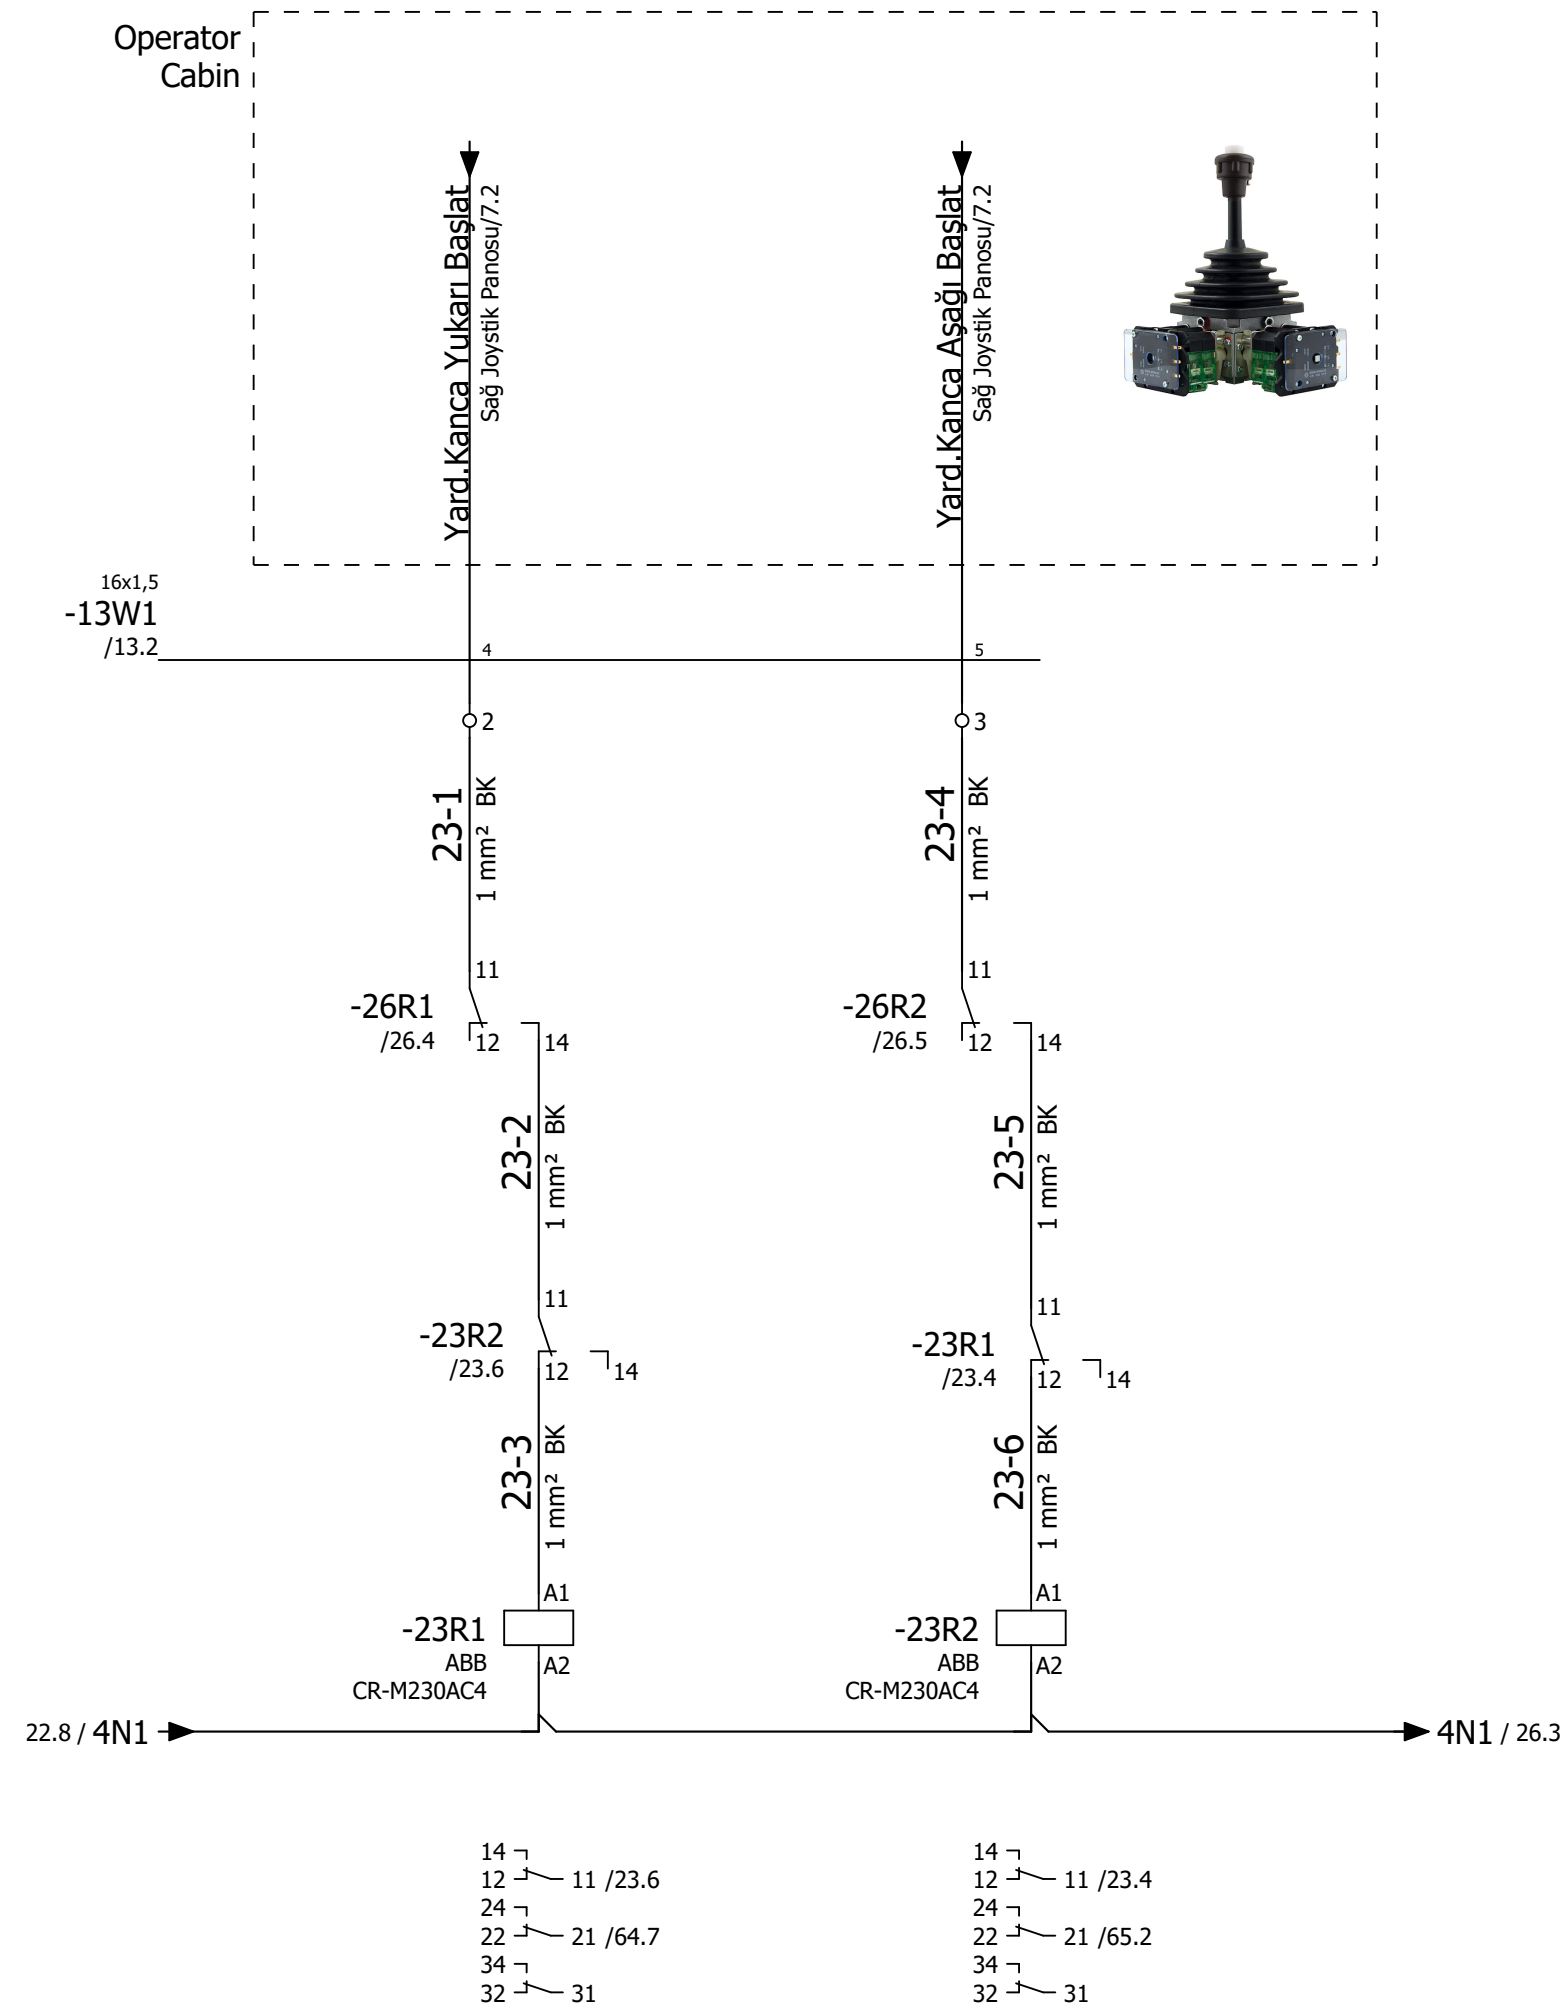 Operator
Cabin
Yard.Kanca Yukarı Başlat
Sağ Joystik Panosu/7.2
Yard.Kanca Aşağı Başlat
Sağ Joystik Panosu/7.2
16x1,5
-13W1
/13.2
4
5
2
3
23-1
1 mm² BK
23-4
1 mm² BK
11
-26R1
/26.4
12
14
11
-26R2
/26.5
12
14
23-2
1 mm² BK
23-5
1 mm² BK
11
-23R2
/23.6
12
14
11
-23R1
/23.4
12
14
23-3
1 mm² BK
23-6
1 mm² BK
A1
-23R1
ABB
CR-M230AC4
A2
A1
-23R2
ABB
CR-M230AC4
A2
22.8 / 4N1
4N1 / 26.3
14
12 11 /23.6
24
22 21 /64.7
34
32 31
14
12 11 /23.4
24
22 21 /65.2
34
32 31